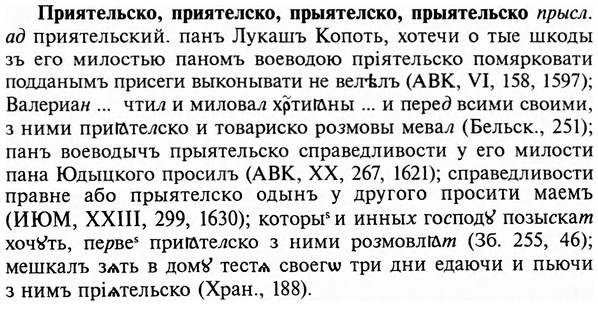 Приятельско, приятелско, прыятелско, прыятельско прысл.
ад приятельский. панъ Лукашъ Копоть, хотечи о тые шкоды
зъ его милостью паномъ воеводою пріятельско помярковати
подданымъ присеги выконывати не велѣлъ (АВК, VI, 158, 1597);
Валериан ... чтил и миловал хр҃тиꙗны ... и перед всими своими,
з ними приꙗтелско и товариско розмовы мевал (Бельск., 251);
панъ воеводычъ прыятельско справедливости у его милости
пана Юдыцкого просилъ (АВК, XX, 267, 1621); справедливости
правне або прыятелско одынъ у другого просити маемъ
(ИЮМ, XXIII, 299, 1630); которыˢ и инных господꙋ позыскат
хочꙋть, первеˢ приꙗтелско з ними розмовлꙗт (Зб. 255, 46);
мешкалъ зѧть в домꙋ тестѧ своегѡ три дни едаючи и пьючи
з нимъ пріѧтельско (Хран., 188).